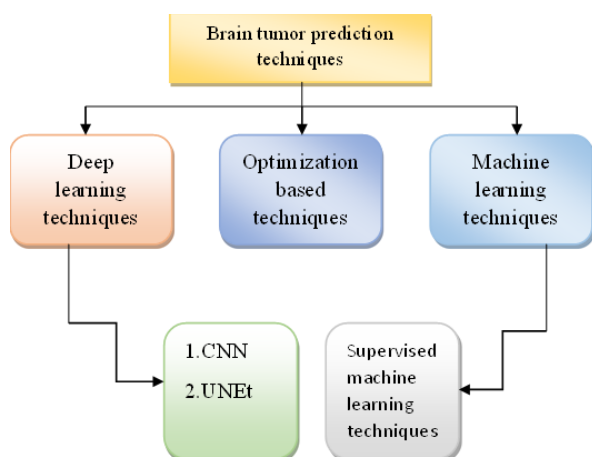 Brain tumor prediction
techniques
Deep
learning
techniques
Optimization
based
techniques
Machine
learning
techniques
1.CNN
2.UNEt
Supervised
machine
learning
techniques